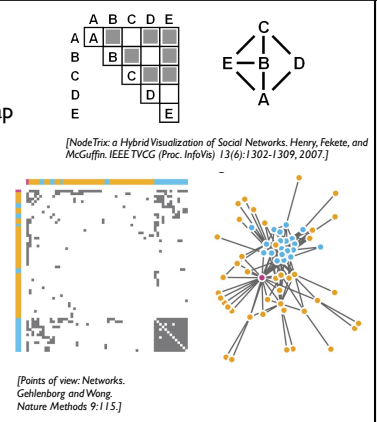 A B C D E
A A
B B
C C
D D
E E
C
E B D
A
ap
[NodeTrix: a Hybrid Visualization of Social Networks. Henry, Fekete, and
McGuffin. IEEE TVCG (Proc. InfoVis) 13(6):1302-1309, 2007.]
[Points of view: Networks.
Gehlenborg and Wong.
Nature Methods 9:115.]